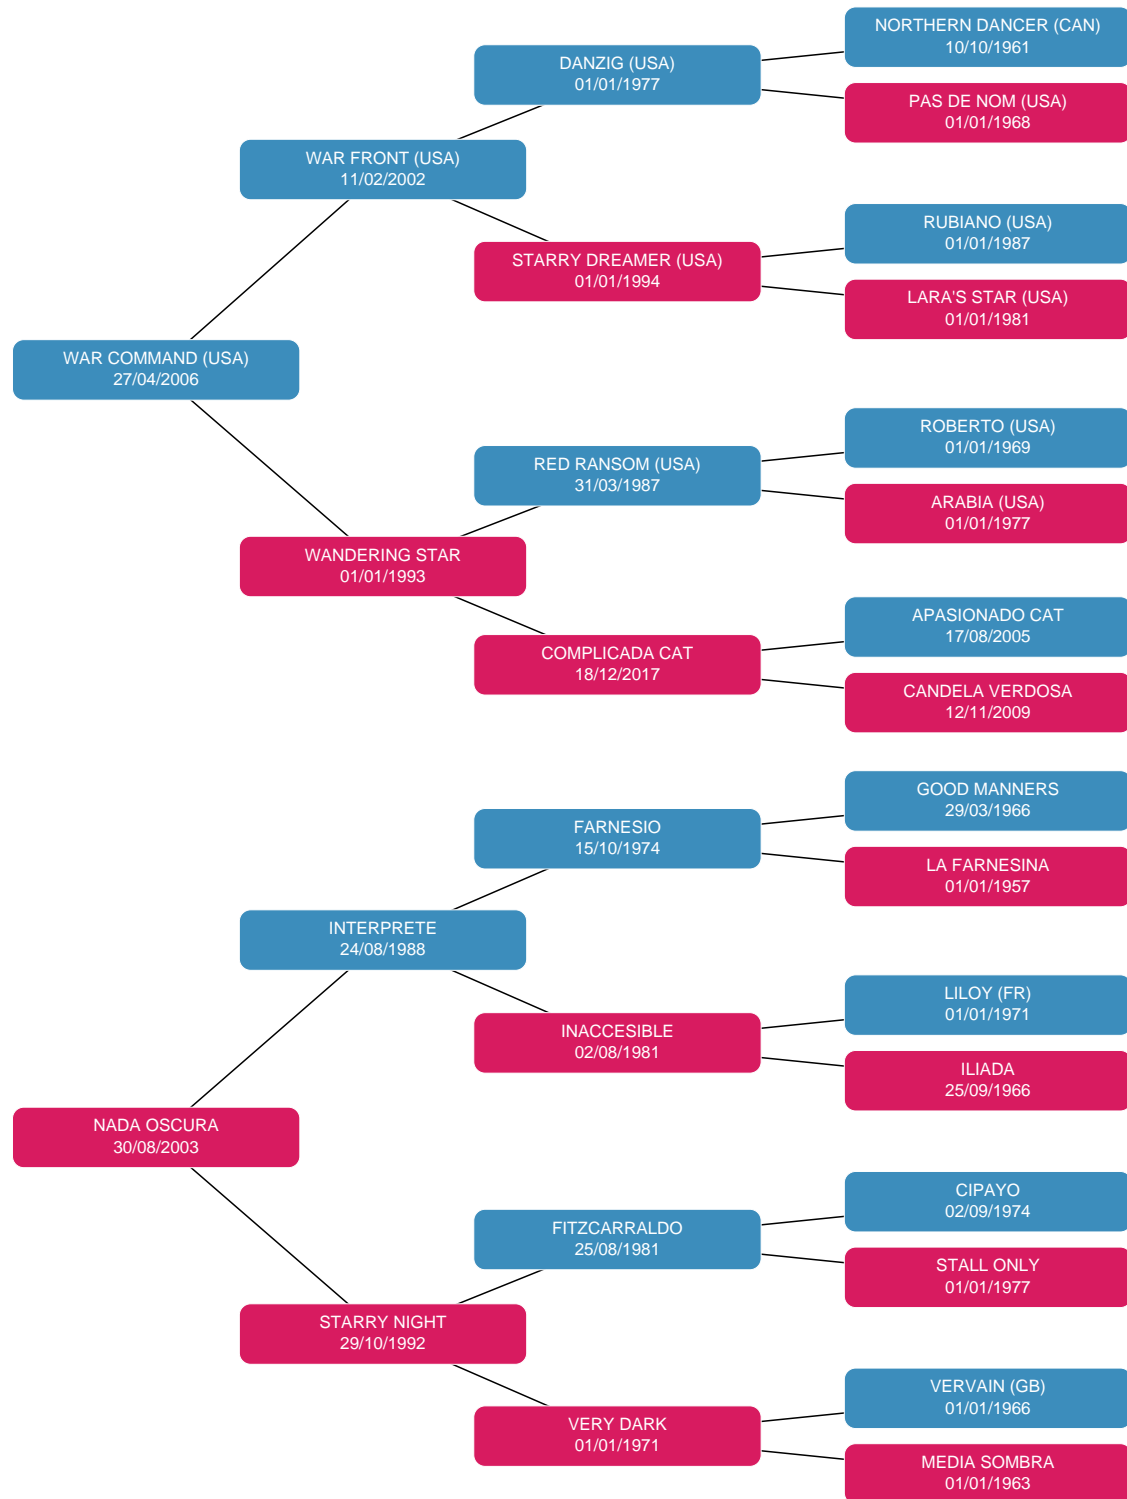 NORTHERN DANCER (CAN)
10/10/1961
DANZIG (USA)
01/01/1977
PAS DE NOM (USA)
01/01/1968
WAR FRONT (USA)
11/02/2002
RUBIANO (USA)
01/01/1987
STARRY DREAMER (USA)
01/01/1994
LARA'S STAR (USA)
01/01/1981
WAR COMMAND (USA)
27/04/2006
ROBERTO (USA)
01/01/1969
RED RANSOM (USA)
31/03/1987
ARABIA (USA)
01/01/1977
WANDERING STAR
01/01/1993
APASIONADO CAT
17/08/2005
COMPLICADA CAT
18/12/2017
CANDELA VERDOSA
12/11/2009
GOOD MANNERS
29/03/1966
FARNESIO
15/10/1974
LA FARNESINA
01/01/1957
INTERPRETE
24/08/1988
LILOY (FR)
01/01/1971
INACCESIBLE
02/08/1981
ILIADA
25/09/1966
NADA OSCURA
30/08/2003
CIPAYO
02/09/1974
FITZCARRALDO
25/08/1981
STALL ONLY
01/01/1977
STARRY NIGHT
29/10/1992
VERVAIN (GB)
01/01/1966
VERY DARK
01/01/1971
MEDIA SOMBRA
01/01/1963